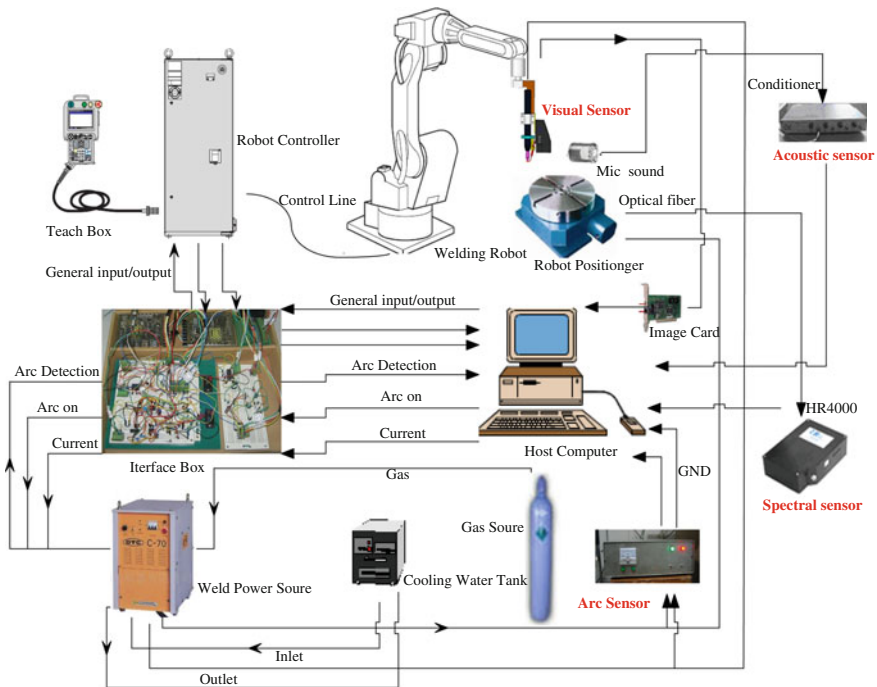 Conditioner
Visual Sensor
Acoustic sensor
Robot Controller
Mic sound
Control Line
Optical fiber
Teach Box
Welding Robot
Robot Positionger
General input/output
General input/output
Image Card
Arc Detection
Arc Detection
Arc on
Arc on
HR4000
Current
Current
Iterface Box
Host Computer
Gas
GND
Spectral sensor
Gas Soure
C-70
Weld Power Soure
Cooling Water Tank
Arc Sensor
Inlet
Outlet